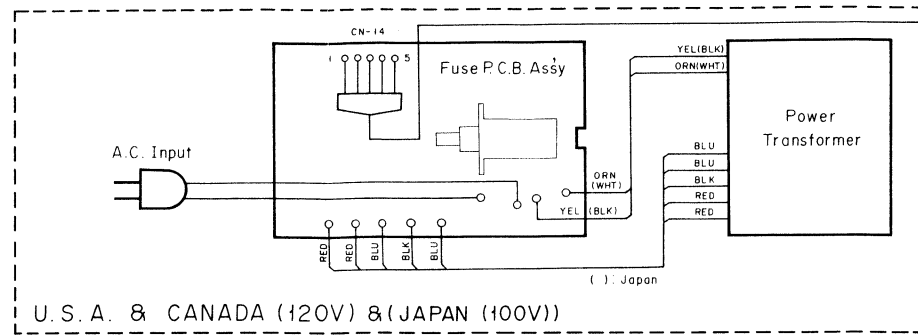 CN-14
1 5
Fuse P.C.B. Ass'y
YEL(BLK)
ORN(WHT)
Power
Transformer
A.C. Input
BLU
BLU
BLK
RED
RED
ORN
(WHT)
YEL (BLK)
RED
RED
BLU
BLK
BLU
( ): Japan
U.S.A. & CANADA (120V) & (JAPAN (100V))